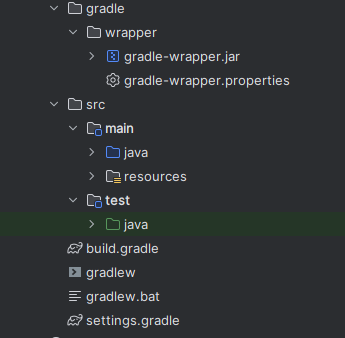 gradle
wrapper
gradle-wrapper.jar
gradle-wrapper.properties
src
main
java
resources
test
java
build.gradle
gradlew
gradlew.bat
settings.gradle